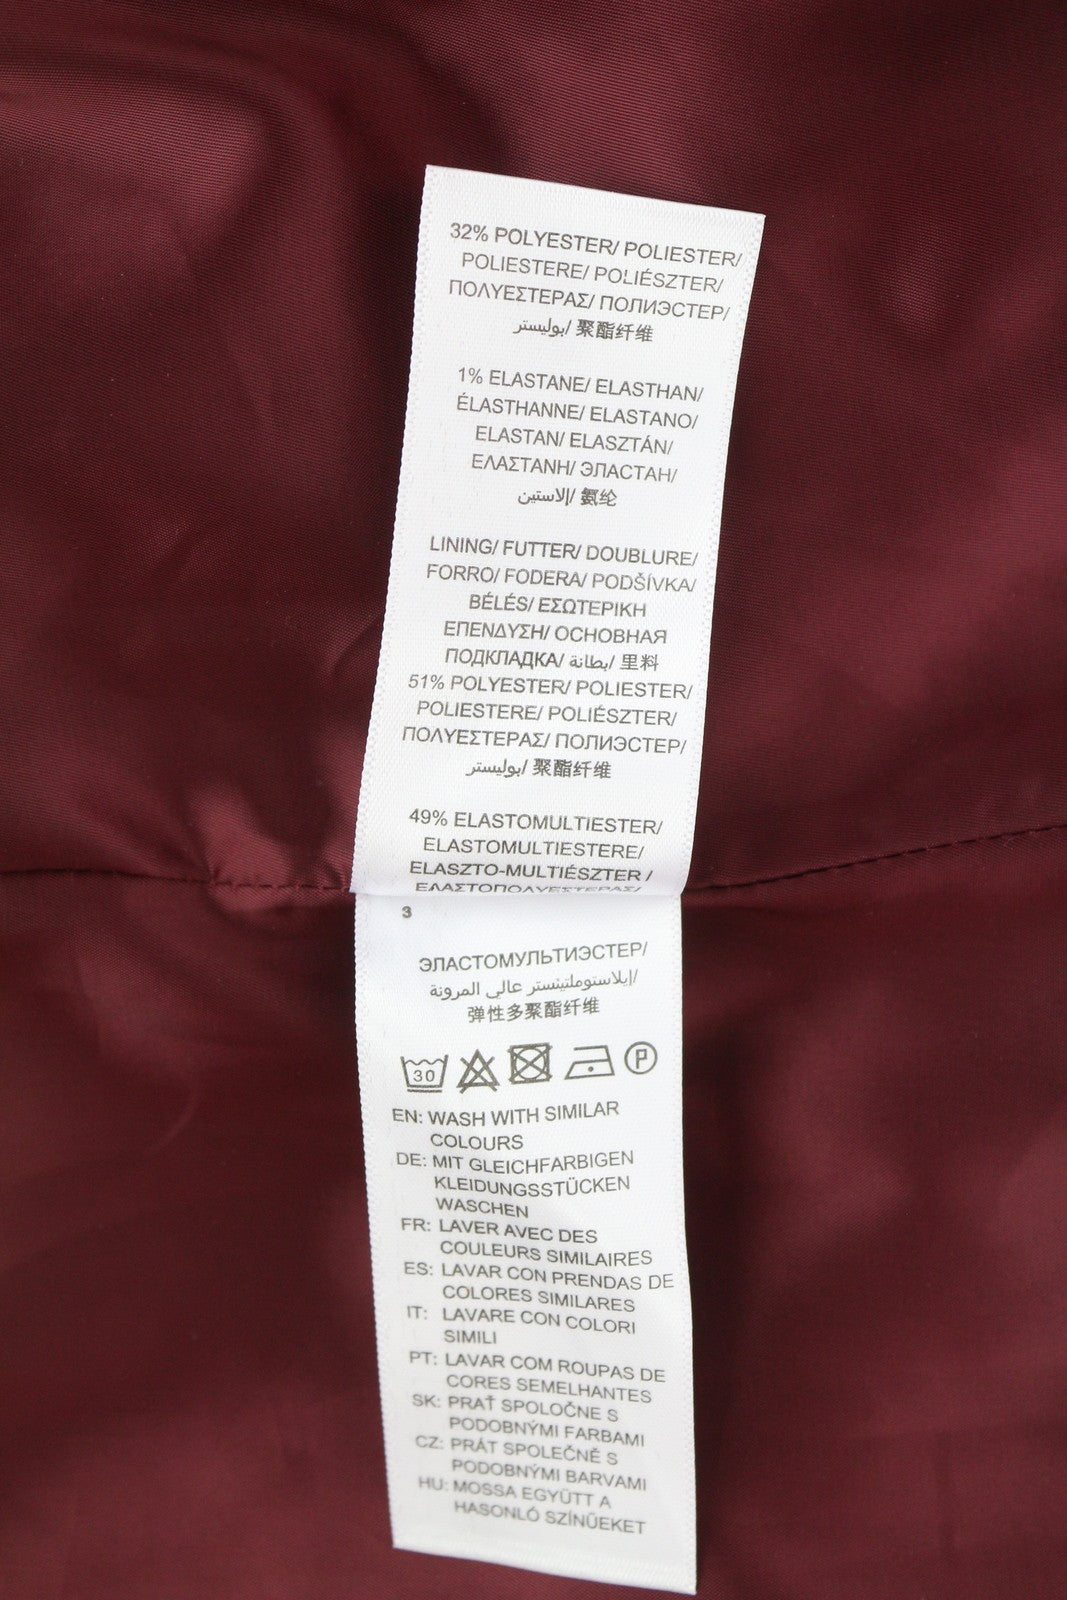 32% POLYESTER/ POLIESTER/
POLIESTERE/ POLIÉSZTER/
ΠΟΛΥΕΣΤΕΡΑΣ/ ПОЛИЭСТЕР/
بوليستر/ 聚酯纤维
1% ELASTANE/ ELASTHAN/
ÉLASTHANNE/ ELASTANO/
ELASTAN/ ELASZTÁN/
ΕΛΑΣΤΑΝΗ/ ЭЛАСТАН/
إلاستين/ 氨纶
LINING/ FUTTER/ DOUBLURE/
FORRO/ FODERA/ PODŠÍVKA/
BÉLÉS/ ΕΣΩΤΕΡΙΚΗ
ΕΠΕΝΔΥΣΗ/ ОСНОВНАЯ
ПОДКЛАДКА/ بطانة/ 里料
51% POLYESTER/ POLIESTER/
POLIESTERE/ POLIÉSZTER/
ΠΟΛΥΕΣΤΕΡΑΣ/ ПОЛИЭСТЕР/
بوليستر/ 聚酯纤维
49% ELASTOMULTIESTER/
ELASTOMULTIESTERE/
ELASZTO-MULTIÉSZTER /
ΕΛΑΣΤΟΠΟΛΥΕΣΤΕΡΑΣ/
3
ЭЛАСТОМУЛЬТИЭСТЕР/
إيلاستوملتينستر عالي المرونة/
弹性多聚酯纤维
30 P
EN: WASH WITH SIMILAR
COLOURS
DE: MIT GLEICHFARBIGEN
KLEIDUNGSSTÜCKEN
WASCHEN
FR: LAVER AVEC DES
COULEURS SIMILAIRES
ES: LAVAR CON PRENDAS DE
COLORES SIMILARES
IT: LAVARE CON COLORI
SIMILI
PT: LAVAR COM ROUPAS DE
CORES SEMELHANTES
SK: PRAŤ SPOLOČNE S
PODOBNÝMI FARBAMI
CZ: PRÁT SPOLEČNĚ S
PODOBNÝMI BARVAMI
HU: MOSSA EGYÜTT A
HASONLÓ SZÍNŰEKET